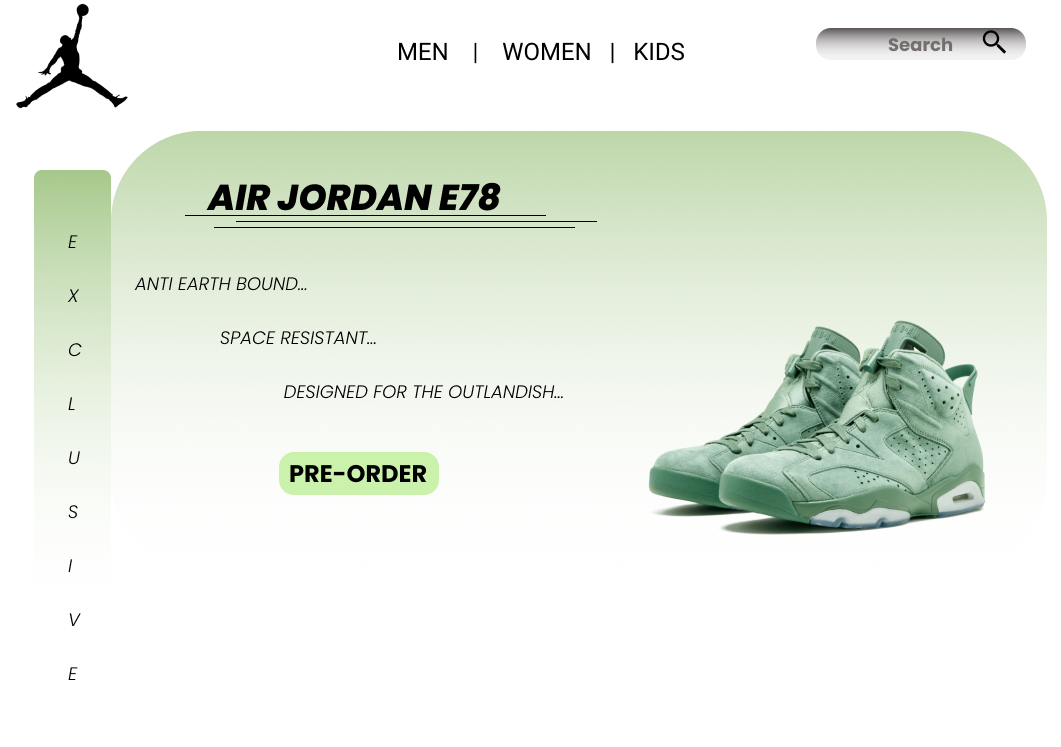 MEN | WOMEN | KIDS
Search
AIR JORDAN E78
ANTI EARTH BOUND...
SPACE RESISTANT...
DESIGNED FOR THE OUTLANDISH...
PRE-ORDER
E
X
C
L
U
S
I
V
E